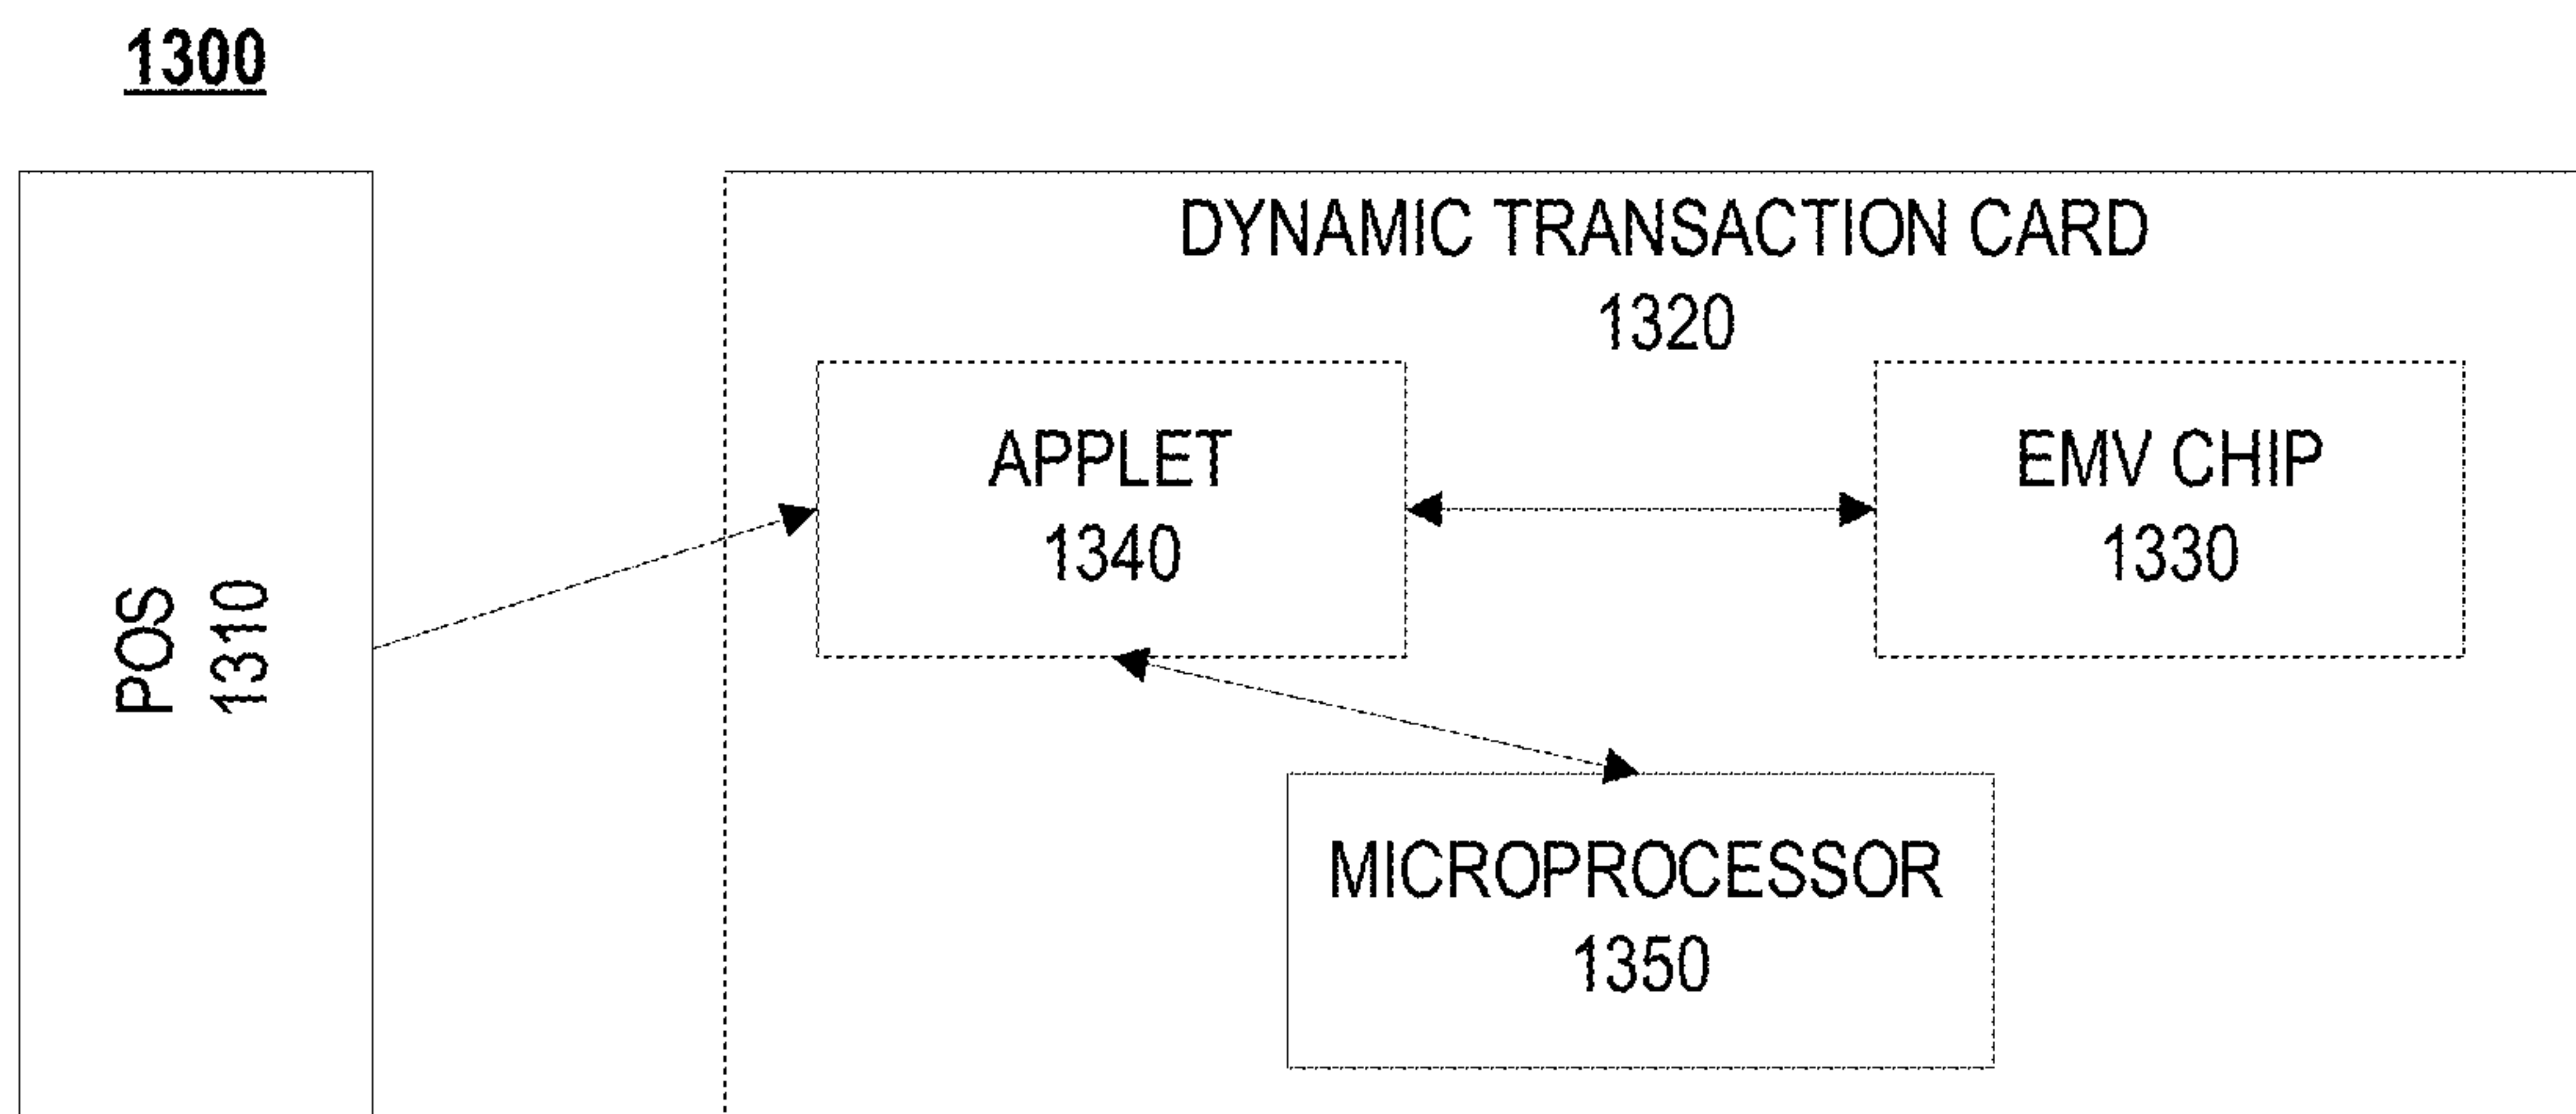 1300
POS
1310
DYNAMIC TRANSACTION CARD
1320
APPLET
1340
EMV CHIP
1330
MICROPROCESSOR
1350